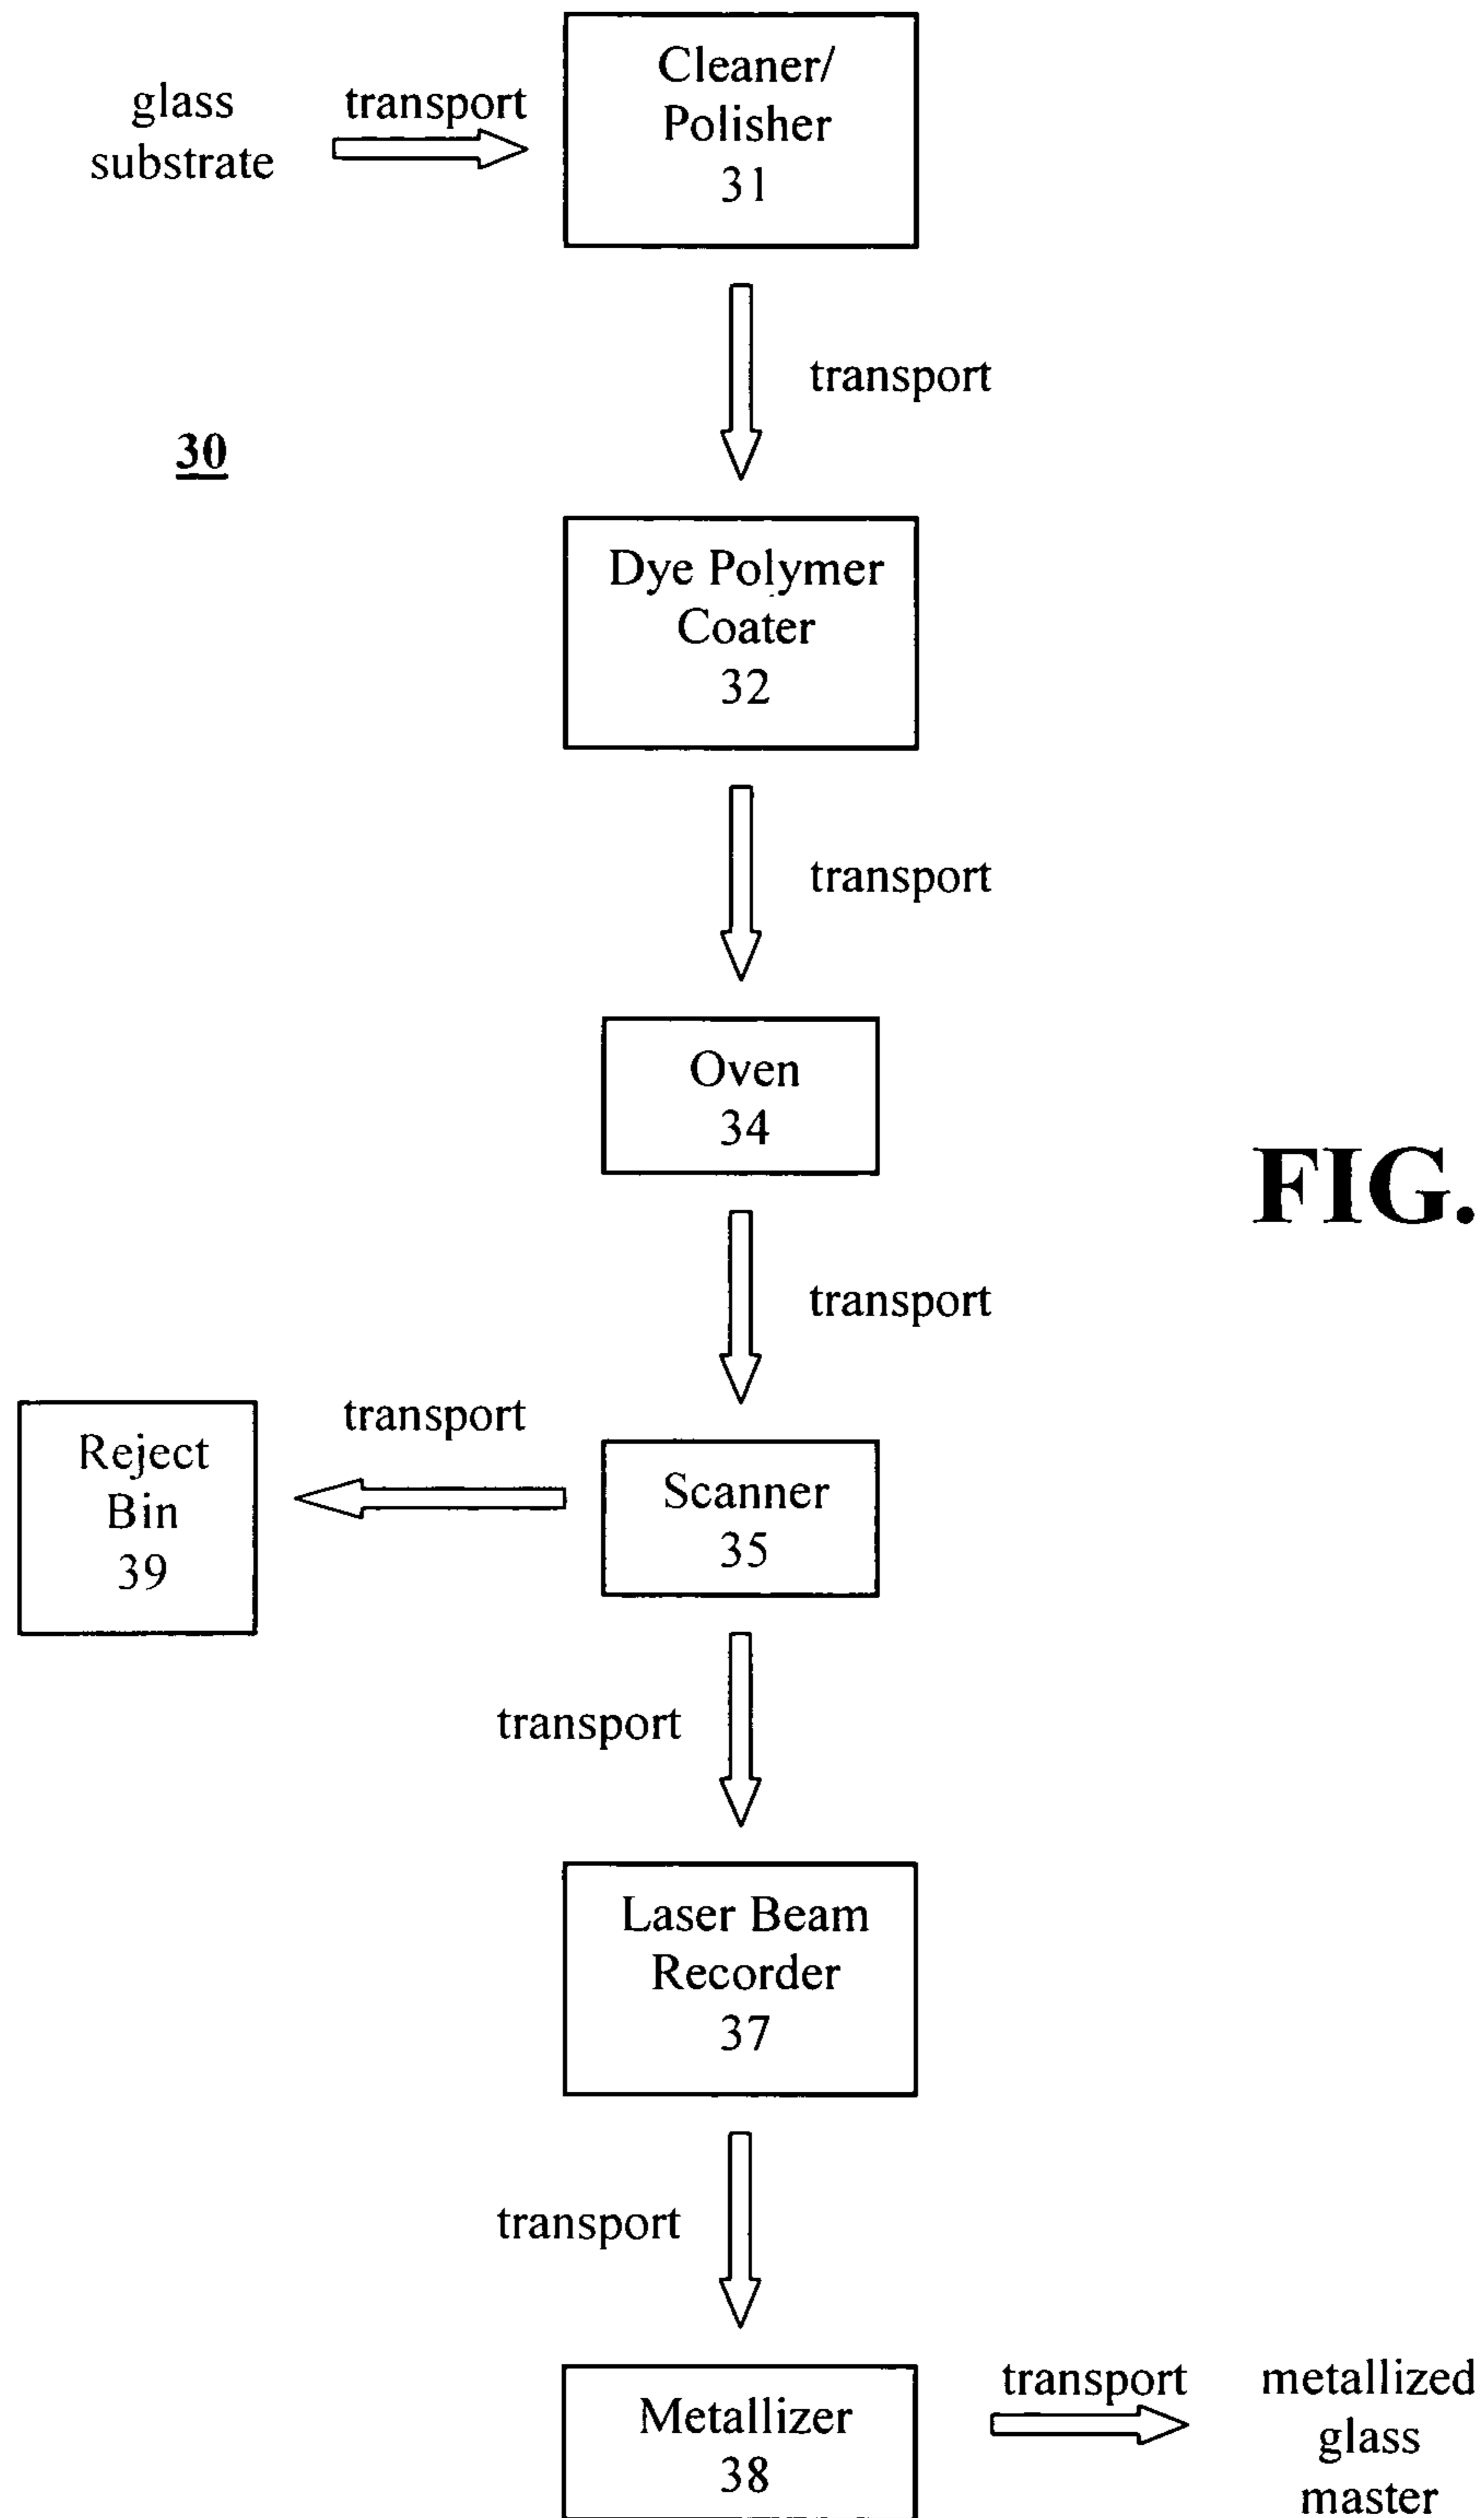 glass
substrate
transport
Cleaner/
Polisher
31
transport
30
Dye Polymer
Coater
32
transport
Oven
34
FIG.
transport
Reject
Bin
39
transport
Scanner
35
transport
Laser Beam
Recorder
37
transport
Metallizer
38
transport
metallized
glass
master